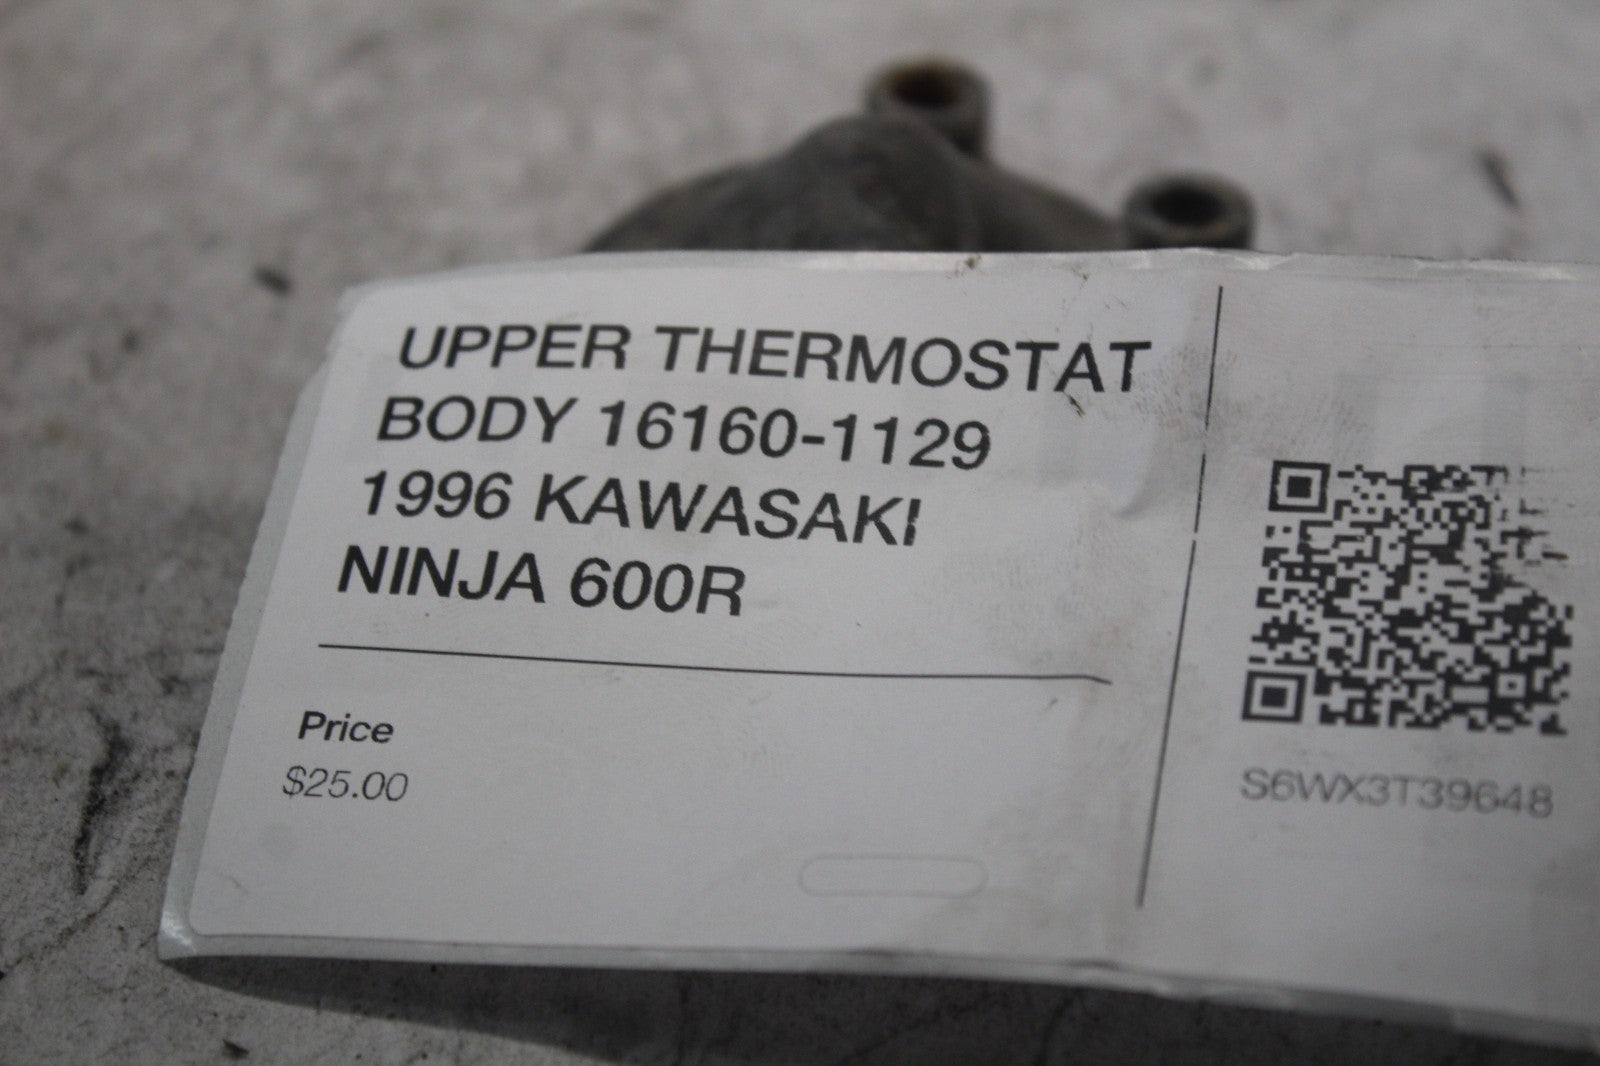 UPPER THERMOSTAT
BODY 16160-1129
1996 KAWASAKI
NINJA 600R
Price
$25.00
S6WX3T39648